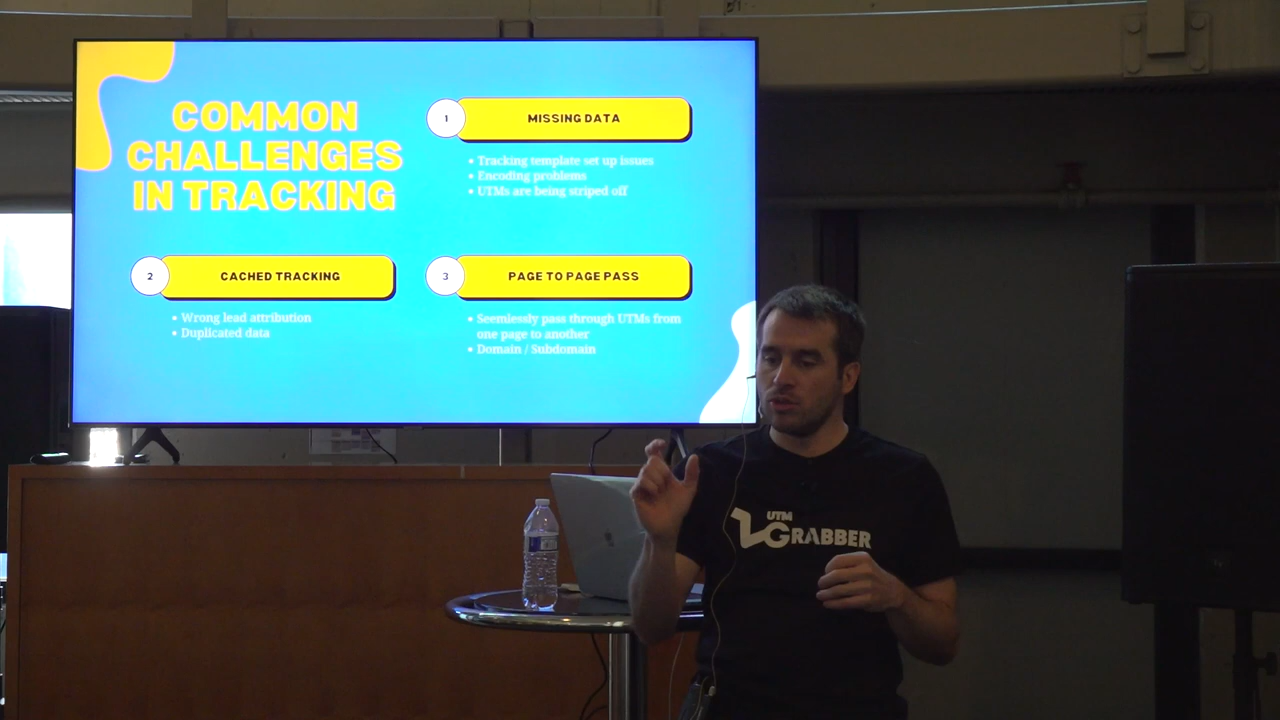 COMMON
CHALLENGES
IN TRACKING
1
MISSING DATA
• Tracking template set up issues
• Encoding problems
• UTMs are being striped off
2
CACHED TRACKING
• Wrong lead attribution
• Duplicated data
3
PAGE TO PAGE PASS
• Seemlessly pass through UTMs from
one page to another
• Domain / Subdomain
UTM
GRABBER